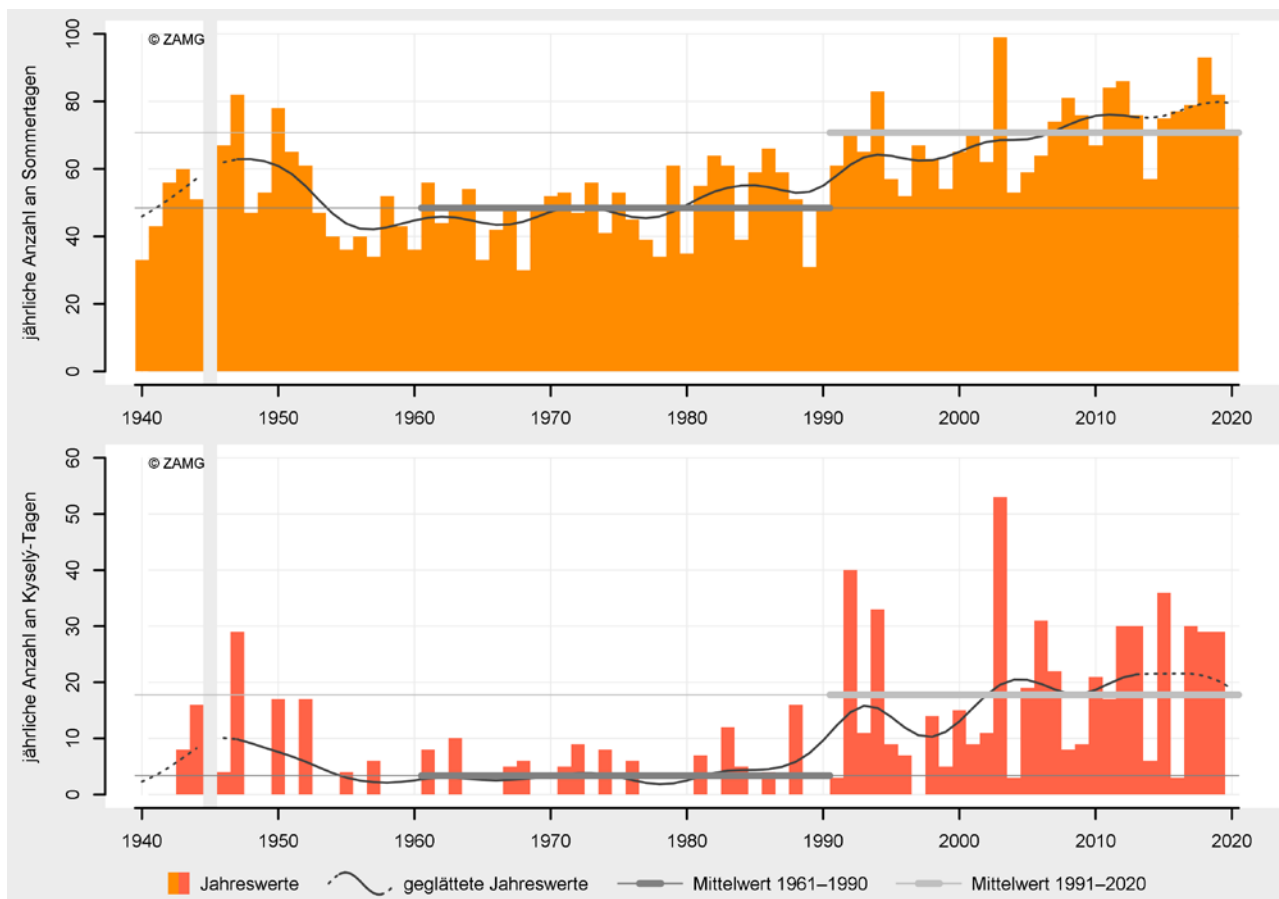 jährliche Anzahl an Sommertagen
© ZAMG
100
80
60
40
20
0
1940 1950 1960 1970 1980 1990 2000 2010 2020
jährliche Anzahl an Kyselý-Tagen
© ZAMG
60
50
40
30
20
10
0
1940 1950 1960 1970 1980 1990 2000 2010 2020
Jahreswerte geglättete Jahreswerte Mittelwert 1961–1990 Mittelwert 1991–2020